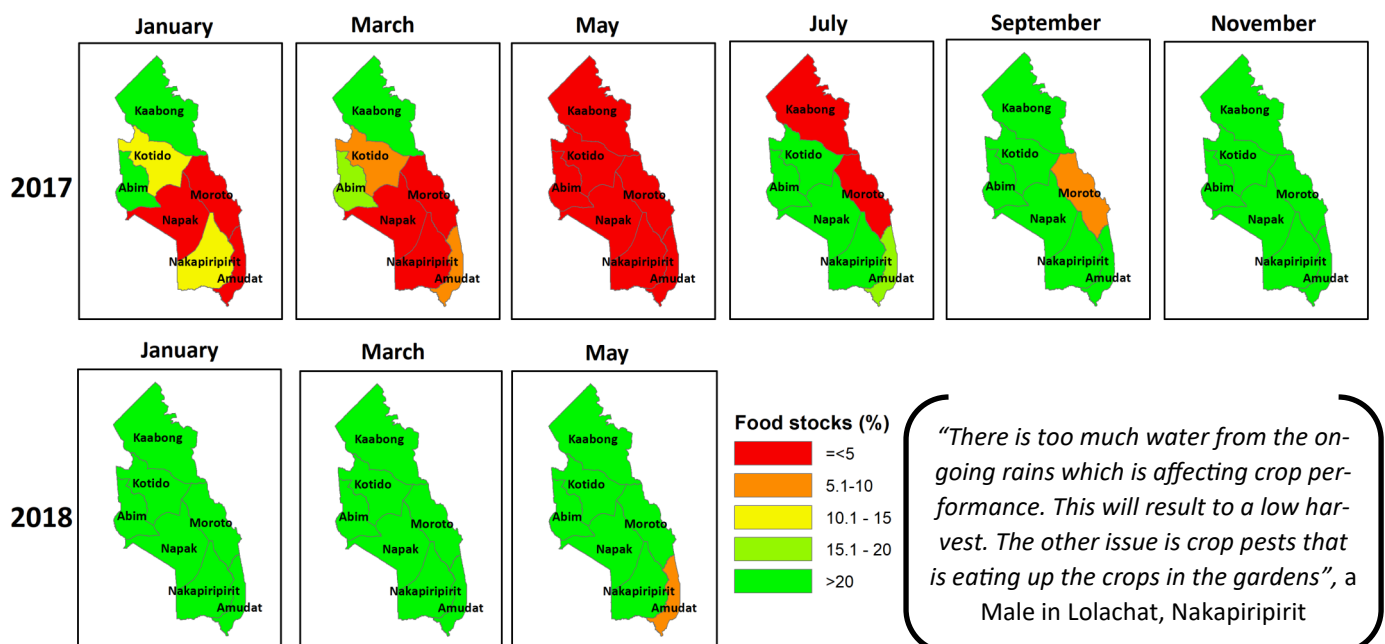 January
March
May
July
September
November
2017
Kaabong
Kotido
Abim
Moroto
Napak
Nakapiripirit
Amudat
Kaabong
Kotido
Abim
Moroto
Napak
Nakapiripirit
Amudat
Kaabong
Kotido
Abim
Moroto
Napak
Nakapiripirit
Amudat
Kaabong
Kotido
Abim
Moroto
Napak
Nakapiripirit
Amudat
Kaabong
Kotido
Abim
Moroto
Napak
Nakapiripirit
Amudat
Kaabong
Kotido
Abim
Moroto
Napak
Nakapiripirit
Amudat
January
March
May
2018
Kaabong
Kotido
Abim
Moroto
Napak
Nakapiripirit
Amudat
Kaabong
Kotido
Abim
Moroto
Napak
Nakapiripirit
Amudat
Kaabong
Kotido
Abim
Moroto
Napak
Nakapiripirit
Amudat
Food stocks (%)
=<5
5.1-10
10.1 - 15
15.1 - 20
>20
“There is too much water from the on-
going rains which is affecting crop per-
formance. This will result to a low har-
vest. The other issue is crop pests that
is eating up the crops in the gardens”, a
Male in Lolachat, Nakapiripirit